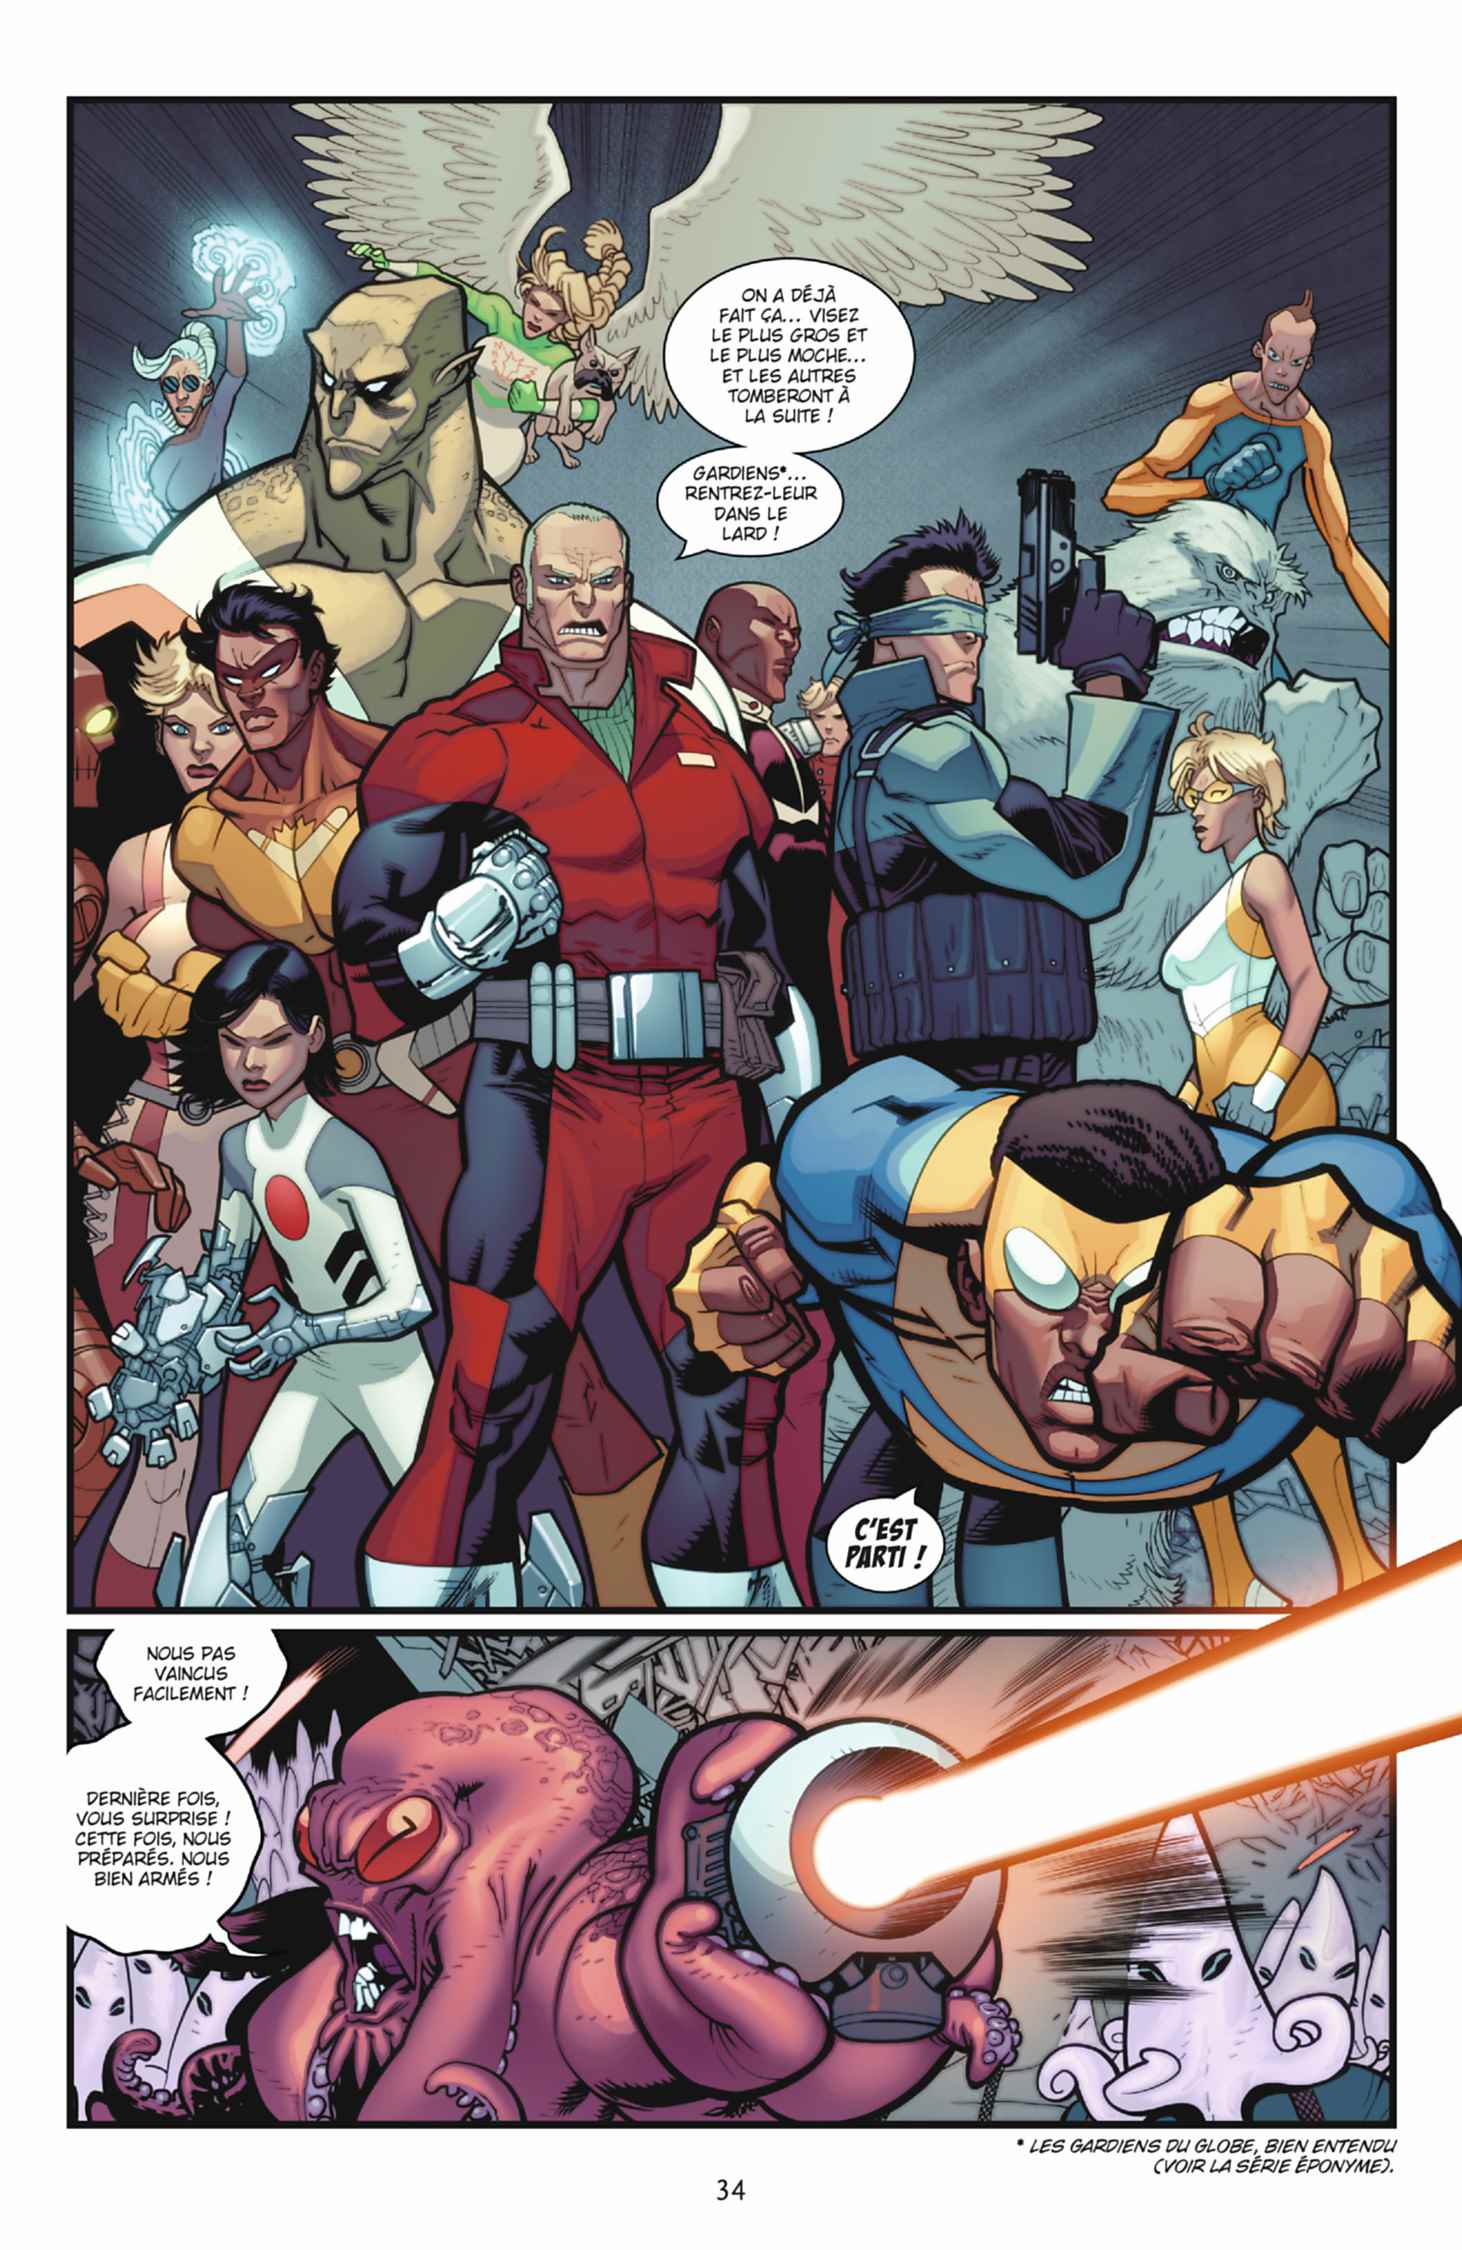 ON A DÉJÀ
FAIT ÇA... VISEZ
LE PLUS GROS ET
LE PLUS MOCHE...
ET LES AUTRES
TOMBERONT À
LA SUITE !
GARDIENS*...
RENTREZ-LEUR
DANS LE
LARD !
C'EST
PARTI !
NOUS PAS
VAINCUS
FACILEMENT !
DERNIÈRE FOIS,
VOUS SURPRISE !
CETTE FOIS, NOUS
PRÉPARÉS. NOUS
BIEN ARMÉS !
* LES GARDIENS DU GLOBE, BIEN ENTENDU
(VOIR LA SÉRIE ÉPONYME).
34